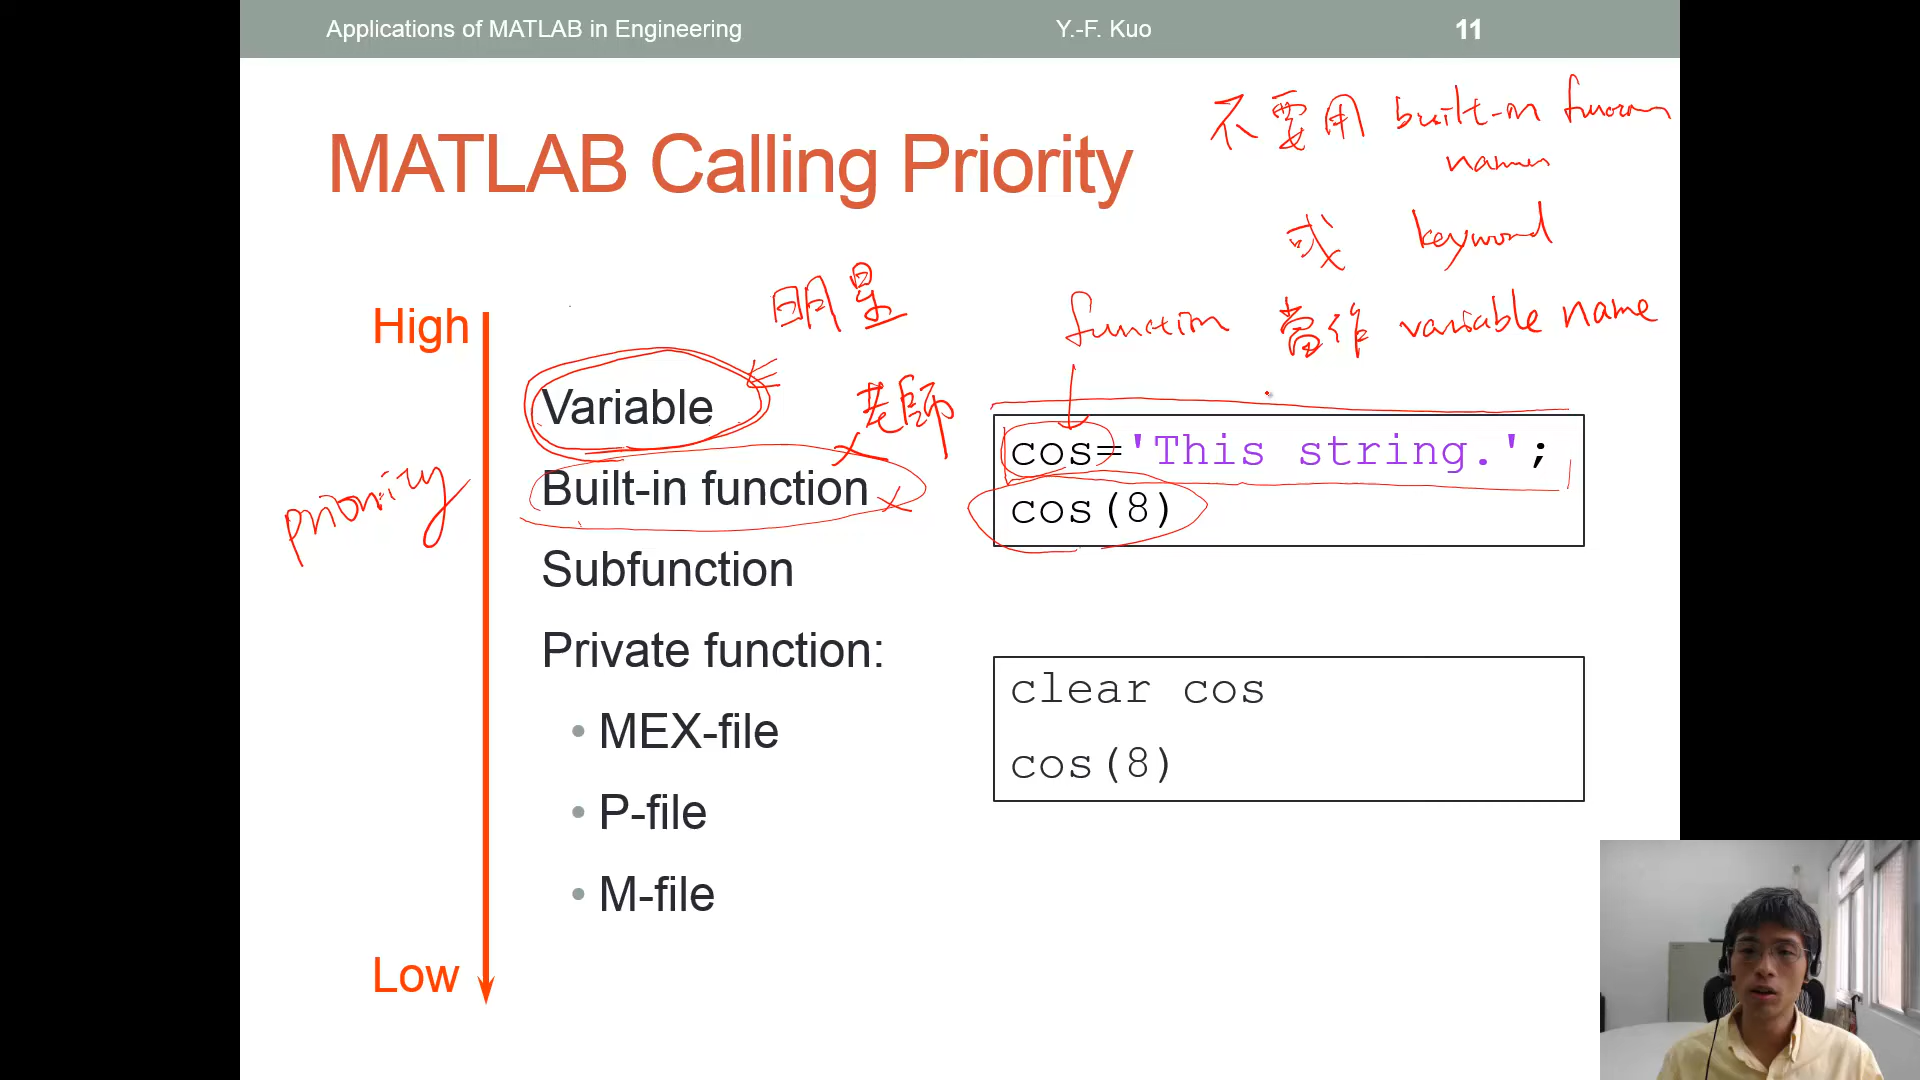 Applications of MATLAB in Engineering Y.-F. Kuo 11
MATLAB Calling Priority
不要用 built-in function
names
或 keyword
當作 variable name
High
明星
function
Variable
老師
cos='This string.';
priority
Built-in function
cos(8)
Subfunction
Private function:
• MEX-file
clear cos
cos(8)
• P-file
• M-file
Low